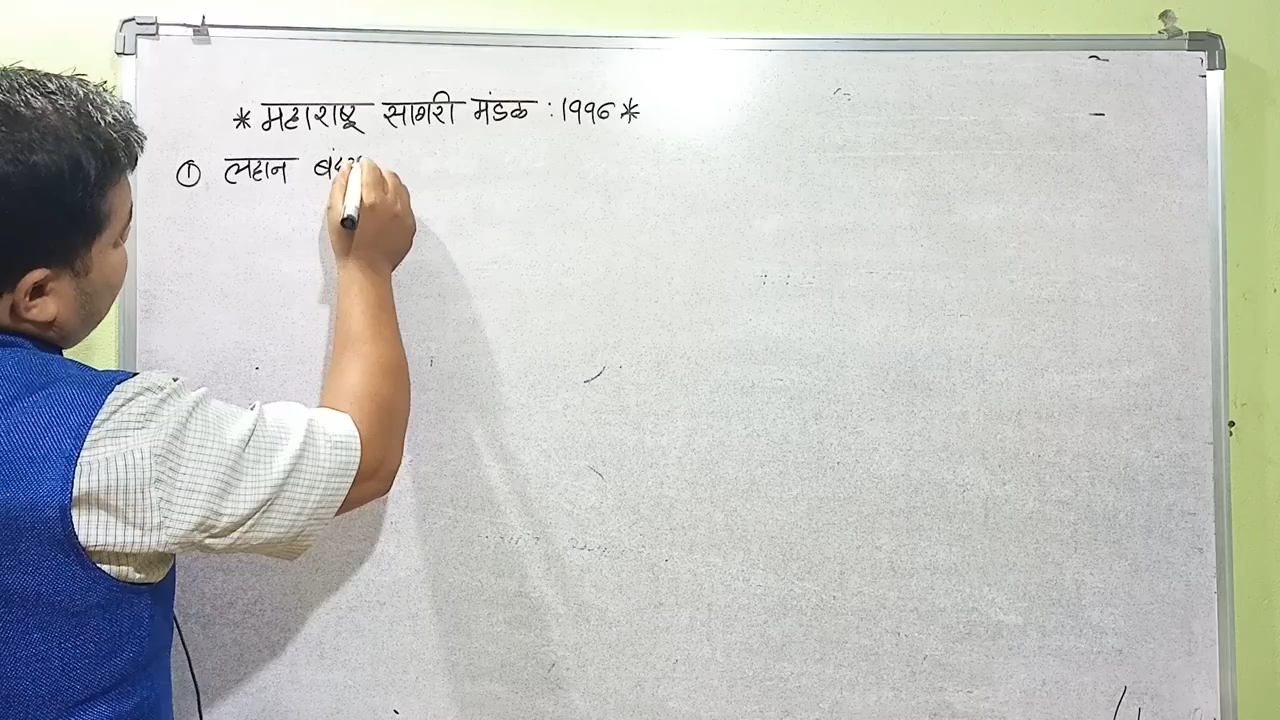 * महाराष्ट्र सागरी मंडळ : १९९६ *
① लहान